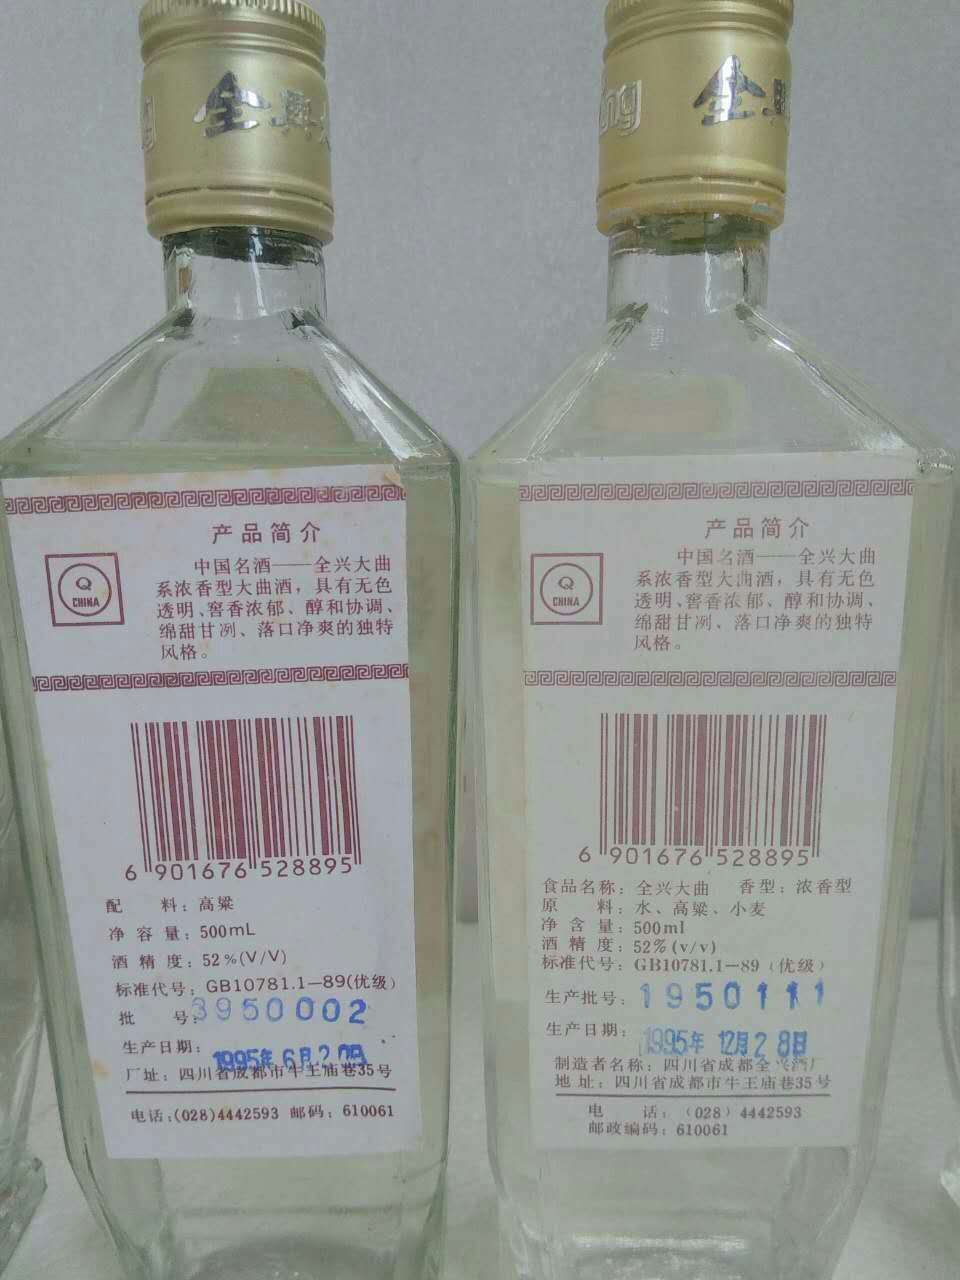 全興大
ng
全興
产品简介
中国名酒——全兴大曲
系浓香型大曲酒，具有无色
透明、窖香浓郁、醇和协调、
绵甜甘冽、落口净爽的独特
风格。
Q
CHINA
6 901676 528895
配 料：高粱
净容量：500mL
酒精度：52%(V/V)
标准代号：GB10781.1—89(优级)
批 号：3950002
生产日期：1995年6月20日
厂址：四川省成都市牛王庙巷35号
电话:(028)4442593 邮码：610061
产品简介
中国名酒——全兴大曲
系浓香型大曲酒，具有无色
透明、窖香浓郁、醇和协调、
绵甜甘冽、落口净爽的独特
风格。
Q
CHINA
6 901676 528895
食品名称：全兴大曲 香型：浓香型
原 料：水、高粱、小麦
净含量：500ml
酒精度：52%(v/v)
标准代号：GB10781.1—89（优级）
生产批号：1950111
生产日期：1995年12月28日
制造者名称：四川省成都全兴酒厂
地址：四川省成都市牛王庙巷35号
电 话：（028）4442593
邮政编码：610061